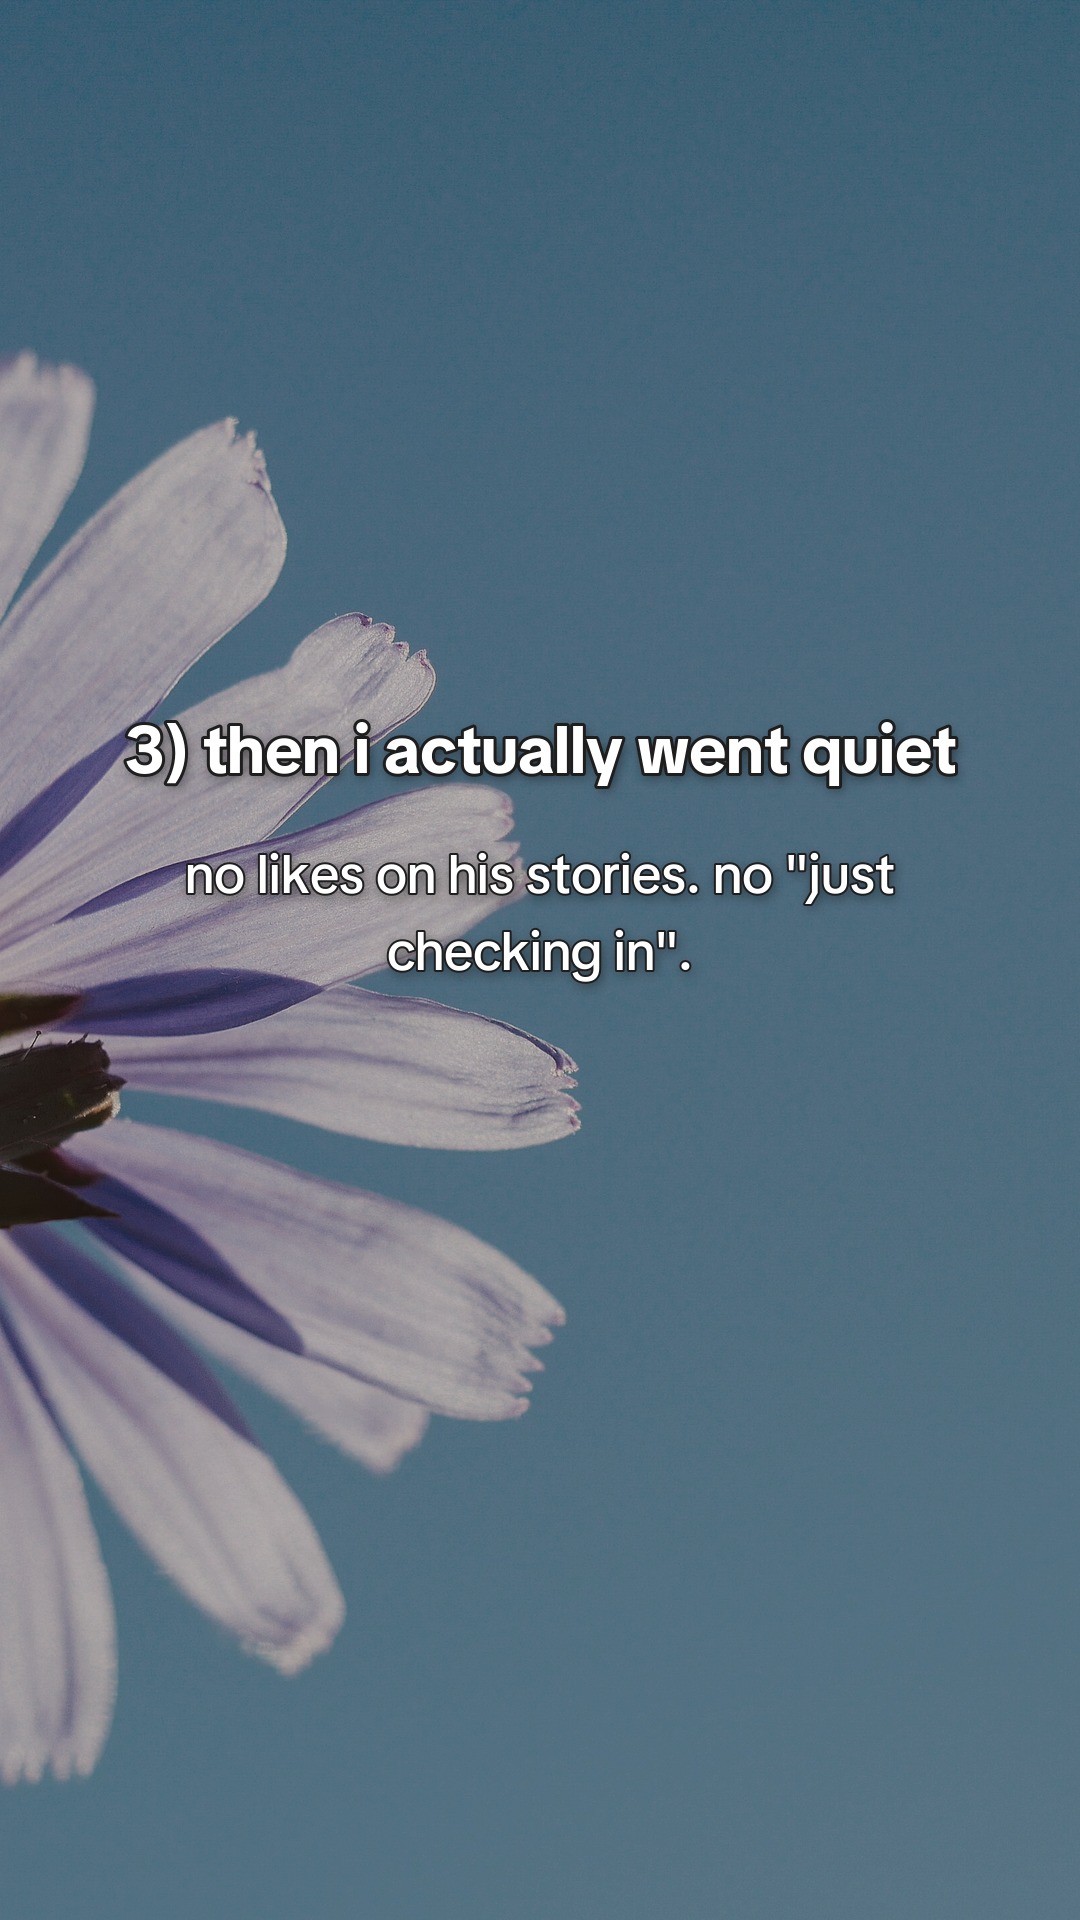 3) then i actually went quiet
no likes on his stories. no "just
checking in".